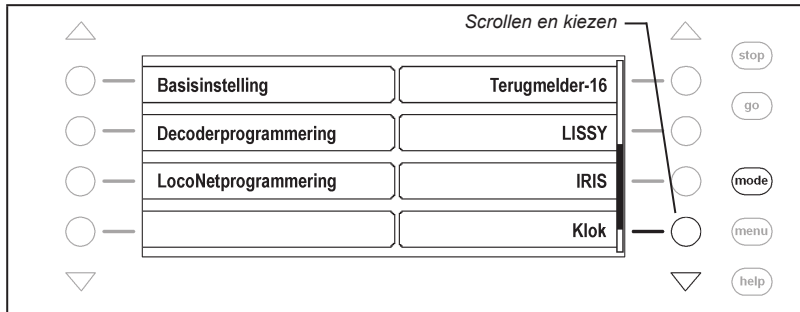 Scrollen en kiezen
stop
Basisinstelling Terugmelder-16
go
Decoderprogrammering LISSY
LocoNetprogrammering IRIS
mode
Klok
menu
help